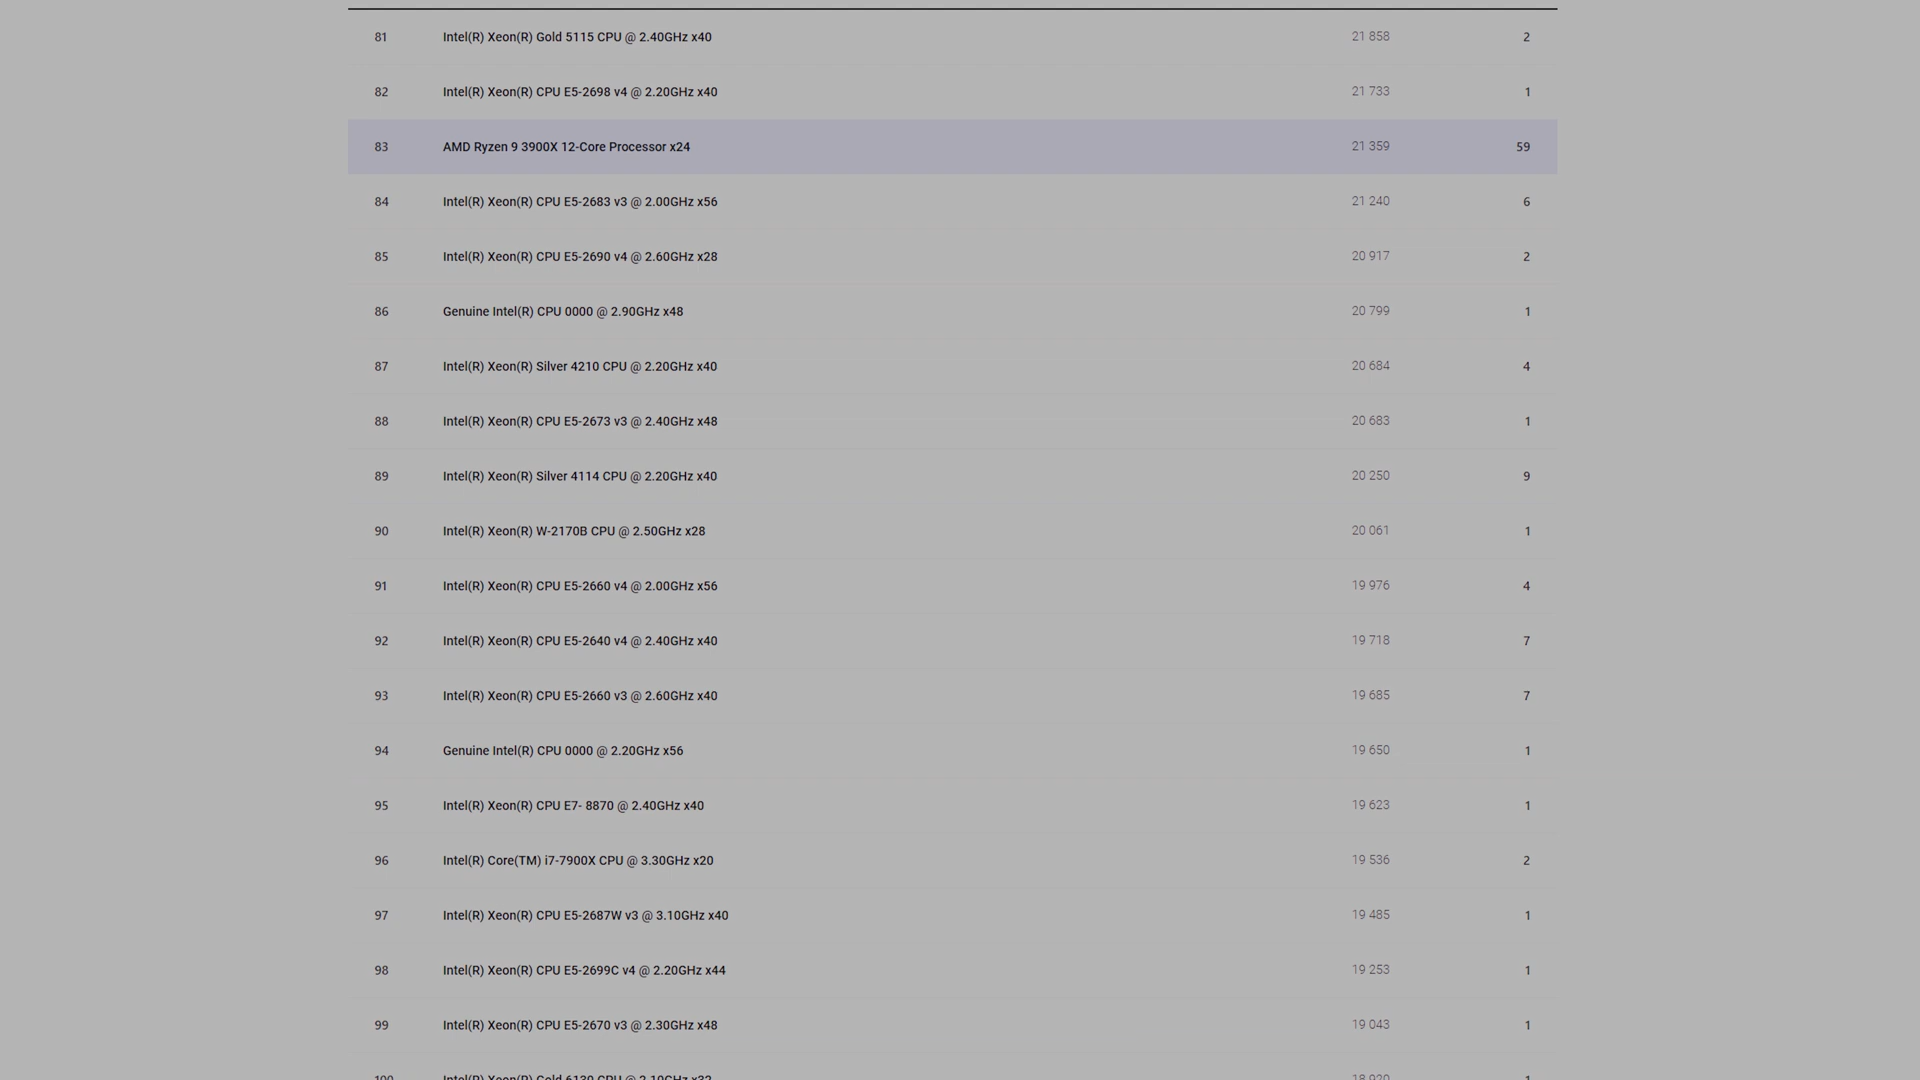 81 Intel(R) Xeon(R) Gold 5115 CPU @ 2.40GHz x40 21 858 2
82 Intel(R) Xeon(R) CPU E5-2698 v4 @ 2.20GHz x40 21 733 1
83 AMD Ryzen 9 3900X 12-Core Processor x24 21 359 59
84 Intel(R) Xeon(R) CPU E5-2683 v3 @ 2.00GHz x56 21 240 6
85 Intel(R) Xeon(R) CPU E5-2690 v4 @ 2.60GHz x28 20 917 2
86 Genuine Intel(R) CPU 0000 @ 2.90GHz x48 20 799 1
87 Intel(R) Xeon(R) Silver 4210 CPU @ 2.20GHz x40 20 684 4
88 Intel(R) Xeon(R) CPU E5-2673 v3 @ 2.40GHz x48 20 683 1
89 Intel(R) Xeon(R) Silver 4114 CPU @ 2.20GHz x40 20 250 9
90 Intel(R) Xeon(R) W-2170B CPU @ 2.50GHz x28 20 061 1
91 Intel(R) Xeon(R) CPU E5-2660 v4 @ 2.00GHz x56 19 976 4
92 Intel(R) Xeon(R) CPU E5-2640 v4 @ 2.40GHz x40 19 718 7
93 Intel(R) Xeon(R) CPU E5-2660 v3 @ 2.60GHz x40 19 685 7
94 Genuine Intel(R) CPU 0000 @ 2.20GHz x56 19 650 1
95 Intel(R) Xeon(R) CPU E7- 8870 @ 2.40GHz x40 19 623 1
96 Intel(R) Core(TM) i7-7900X CPU @ 3.30GHz x20 19 536 2
97 Intel(R) Xeon(R) CPU E5-2687W v3 @ 3.10GHz x40 19 485 1
98 Intel(R) Xeon(R) CPU E5-2699C v4 @ 2.20GHz x44 19 253 1
99 Intel(R) Xeon(R) CPU E5-2670 v3 @ 2.30GHz x48 19 043 1
100 Intel(R) Xeon(R) Gold 6130 CPU @ 2.10GHz x32 18 920 1